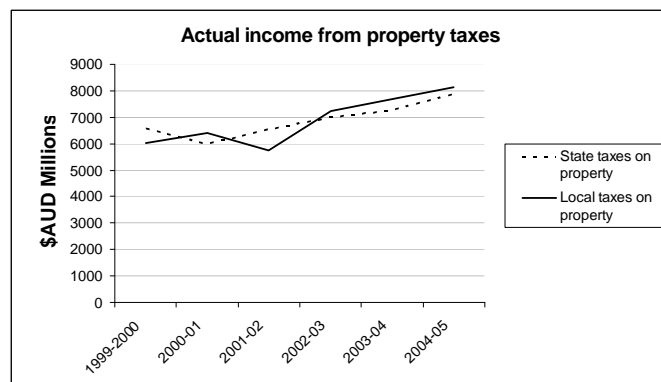 Actual income from property taxes
$AUD Millions
9000
8000
7000
6000
5000
4000
3000
2000
1000
0
1999-2000
2000-01
2001-02
2002-03
2003-04
2004-05
State taxes on
property
Local taxes on
property